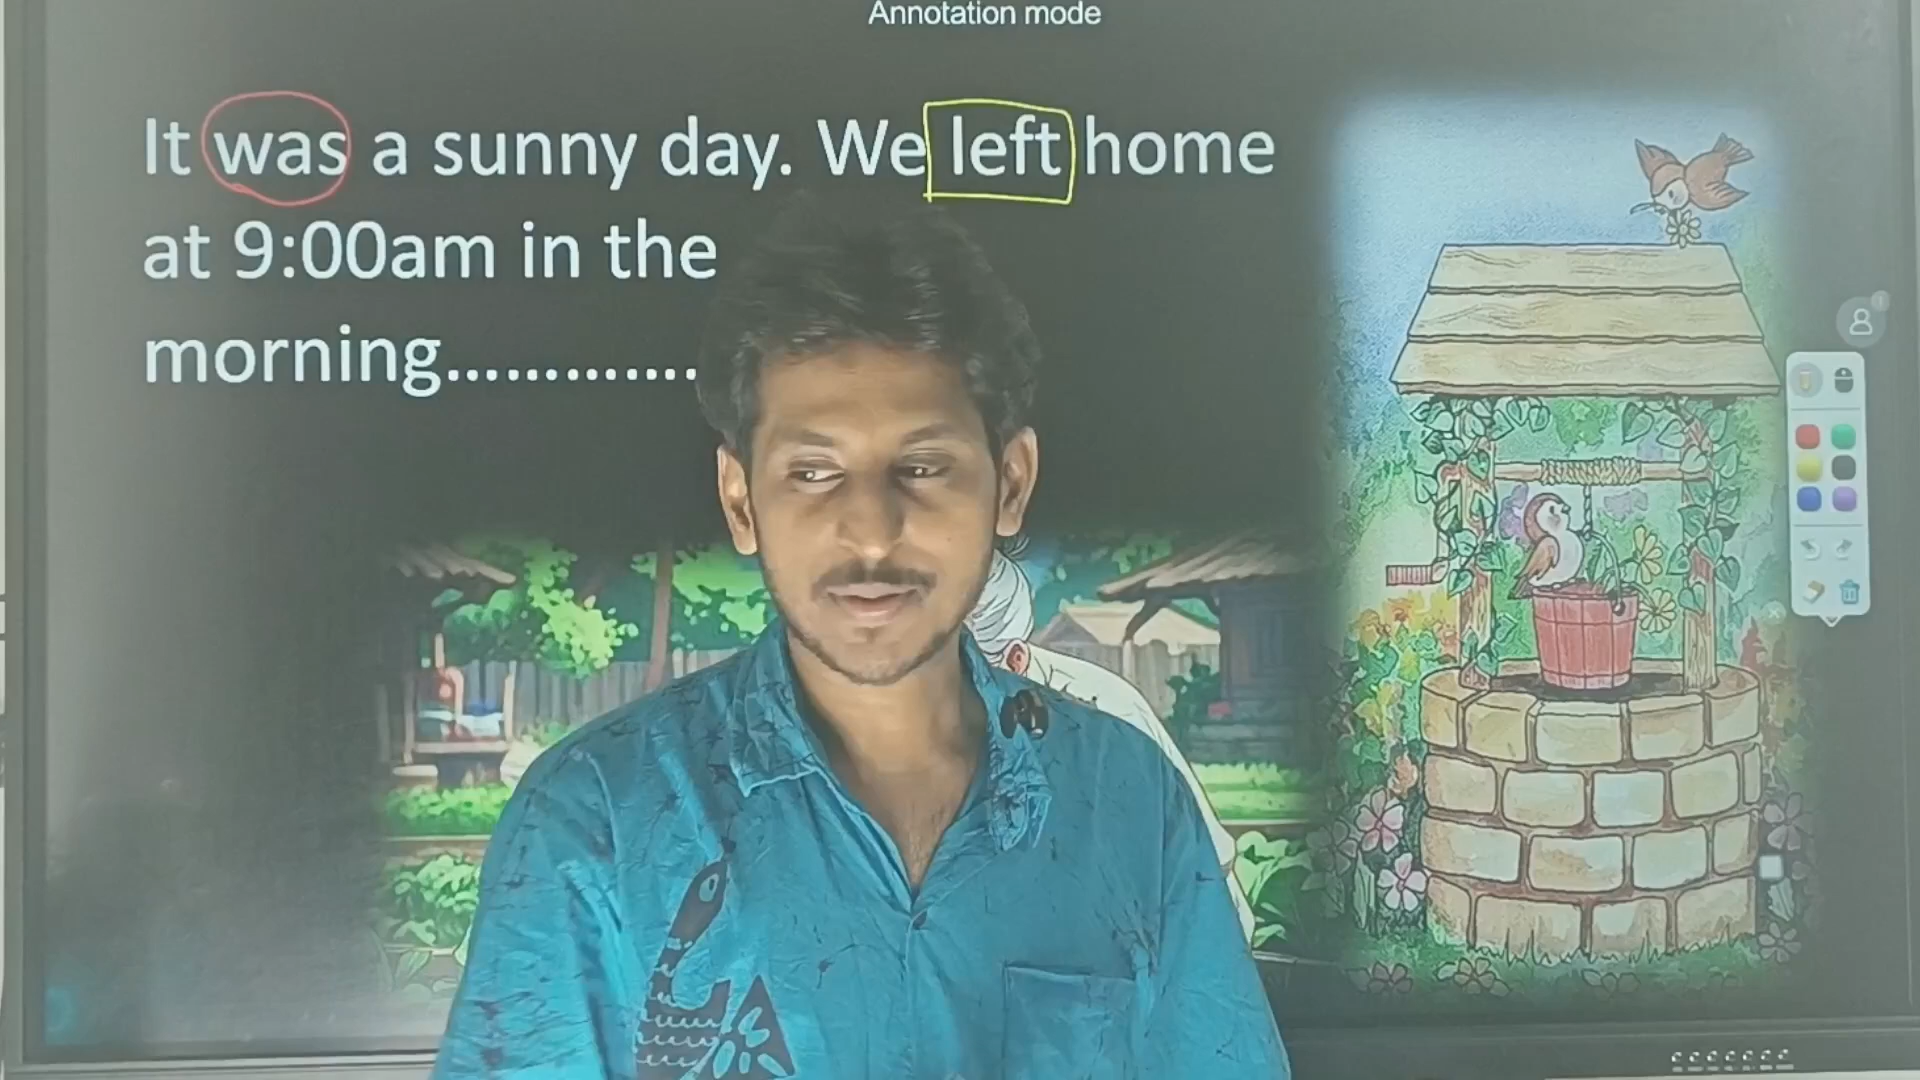 Annotation mode
It was a sunny day. We left home
at 9:00am in the
morning.............